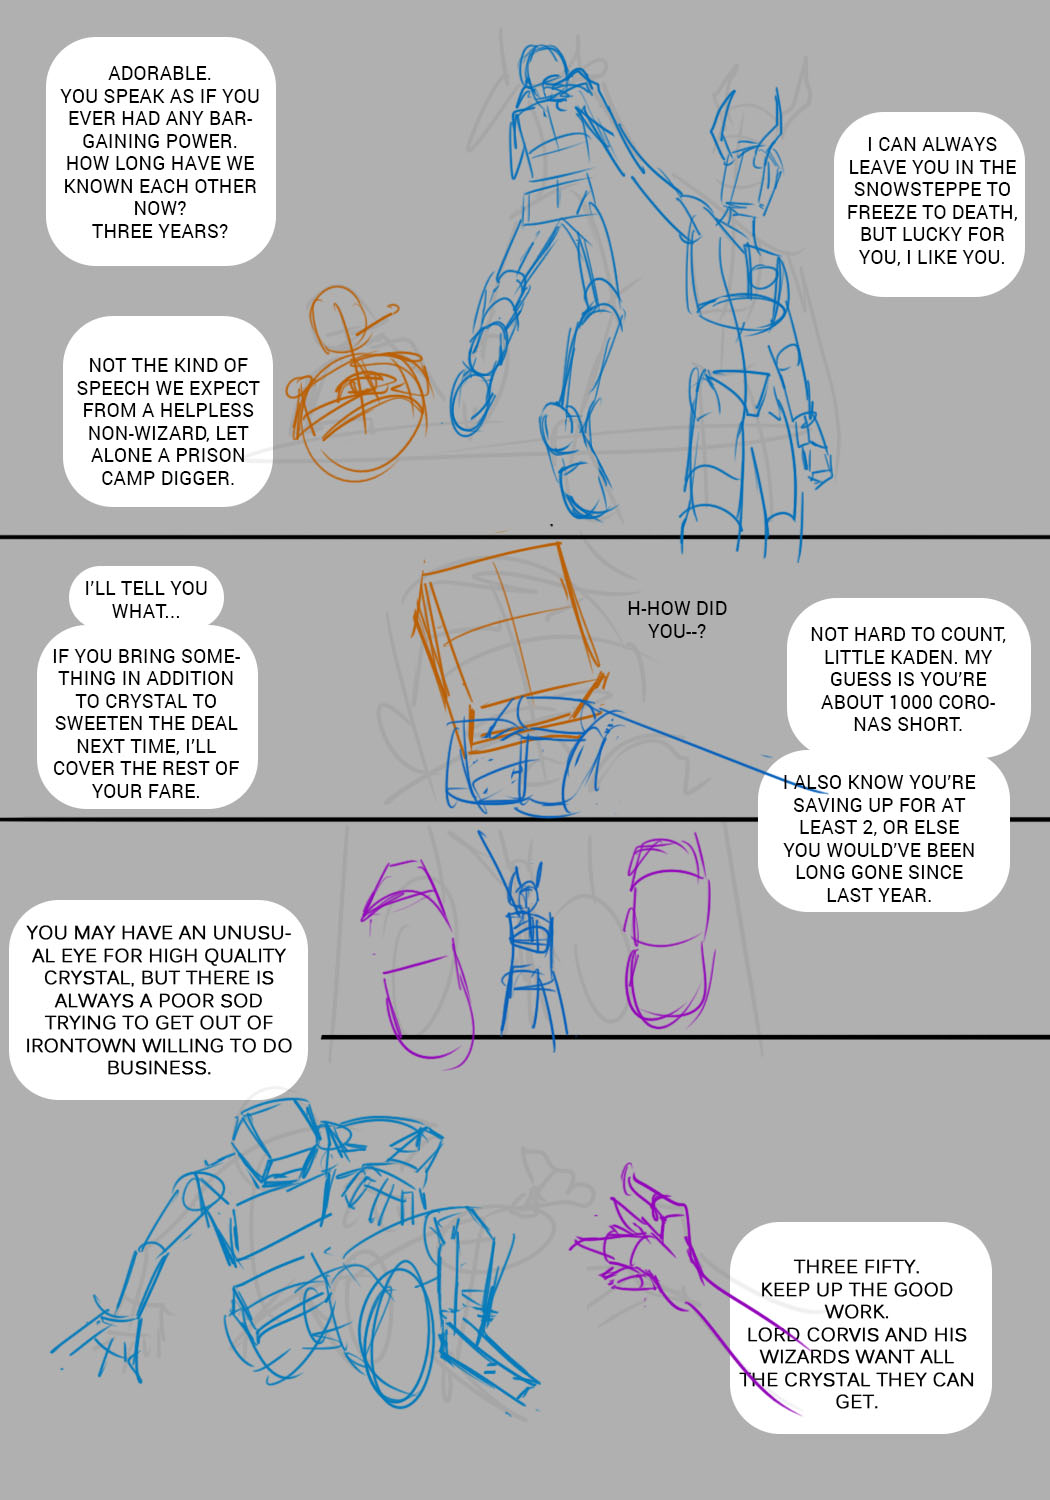 ADORABLE.
YOU SPEAK AS IF YOU
EVER HAD ANY BAR-
GAINING POWER.
HOW LONG HAVE WE
KNOWN EACH OTHER
NOW?
THREE YEARS?
I CAN ALWAYS
LEAVE YOU IN THE
SNOWSTEPPE TO
FREEZE TO DEATH,
BUT LUCKY FOR
YOU, I LIKE YOU.
NOT THE KIND OF
SPEECH WE EXPECT
FROM A HELPLESS
NON-WIZARD, LET
ALONE A PRISON
CAMP DIGGER.
I'LL TELL YOU
WHAT...
IF YOU BRING SOME-
THING IN ADDITION
TO CRYSTAL TO
SWEETEN THE DEAL
NEXT TIME, I'LL
COVER THE REST OF
YOUR FARE.
H-HOW DID
YOU--?
NOT HARD TO COUNT,
LITTLE KADEN. MY
GUESS IS YOU'RE
ABOUT 1000 CORO-
NAS SHORT.
I ALSO KNOW YOU'RE
SAVING UP FOR AT
LEAST 2, OR ELSE
YOU WOULD'VE BEEN
LONG GONE SINCE
LAST YEAR.
YOU MAY HAVE AN UNUSU-
AL EYE FOR HIGH QUALITY
CRYSTAL, BUT THERE IS
ALWAYS A POOR SOD
TRYING TO GET OUT OF
IRONTOWN WILLING TO DO
BUSINESS.
THREE FIFTY.
KEEP UP THE GOOD
WORK.
LORD CORVIS AND HIS
WIZARDS WANT ALL
THE CRYSTAL THEY CAN
GET.